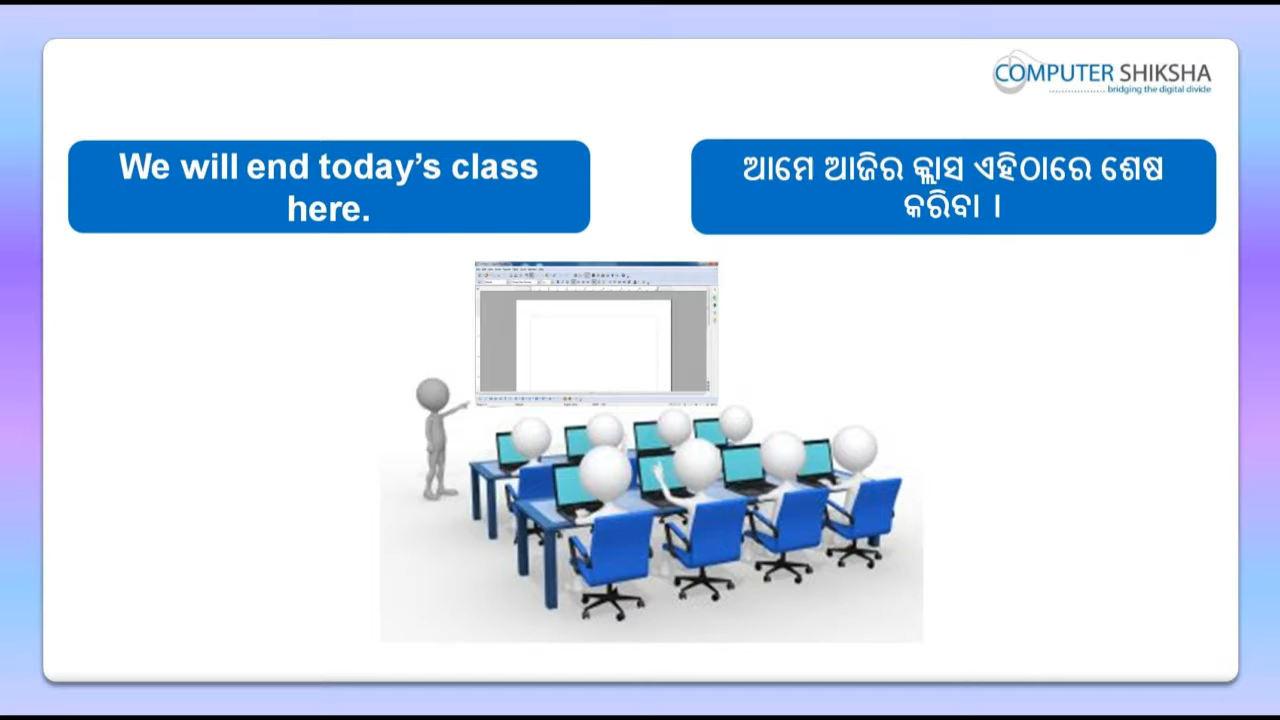 COMPUTER SHIKSHA
bridging the digital divide
We will end today’s class
here.
ଆମେ ଆଜିର କ୍ଲାସ ଏହିଠାରେ ଶେଷ
କରିବା ।